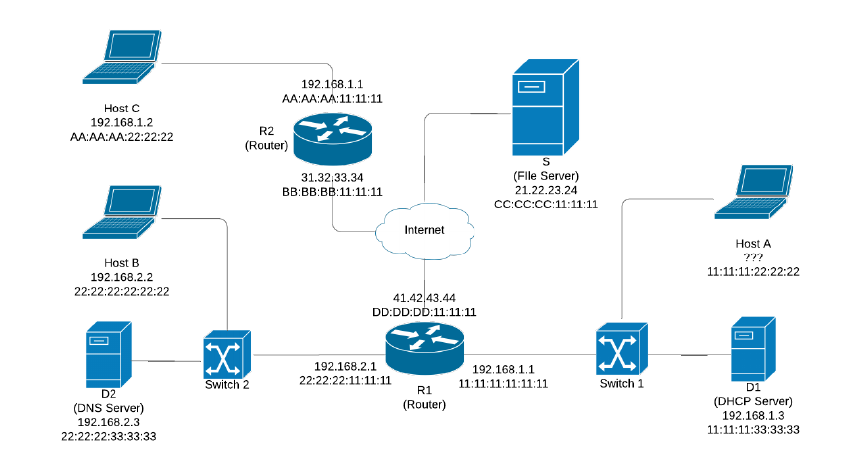 192.168.1.1
AA:AA:AA:11:11:11
Host C
192.168.1.2
AA:AA:AA:22:22:22
R2
(Router)
31.32.33.34
BB:BB:BB:11:11:11
S
(FIle Server)
21.22.23.24
CC:CC:CC:11:11:11
Internet
Host B
192.168.2.2
22:22:22:22:22:22
Host A
???
11:11:11:22:22:22
41.42.43.44
DD:DD:DD:11:11:11
192.168.2.1
22:22:22:11:11:11
192.168.1.1
11:11:11:11:11:11
R1
(Router)
Switch 2
Switch 1
D2
(DNS Server)
192.168.2.3
22:22:22:33:33:33
D1
(DHCP Server)
192.168.1.3
11:11:11:33:33:33